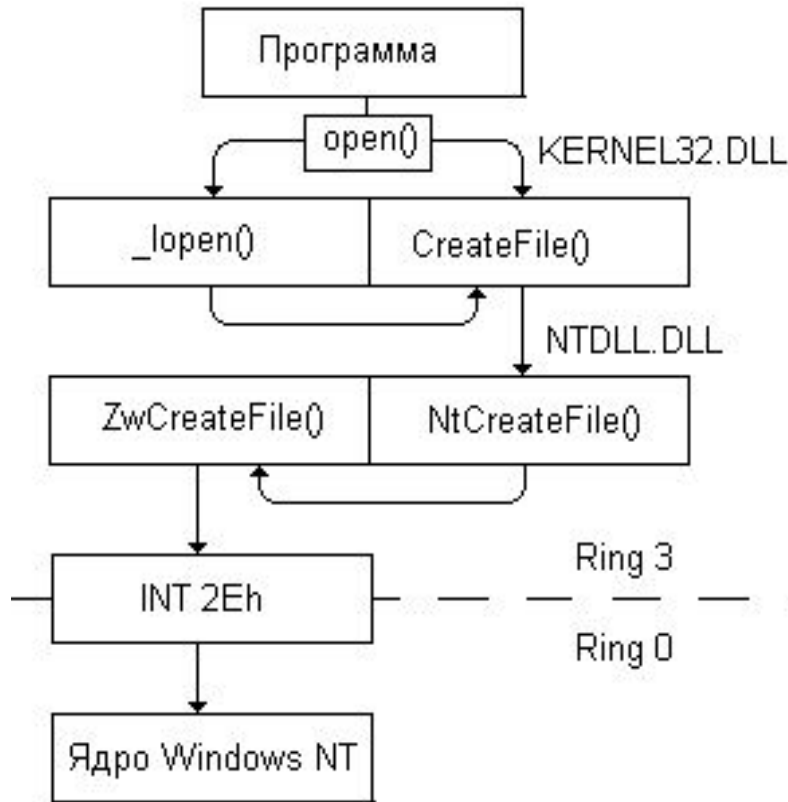 Программа
open()
KERNEL32.DLL
_lopen()
CreateFile()
NTDLL.DLL
ZwCreateFile()
NtCreateFile()
Ring 3
INT 2Eh
Ring 0
Ядро Windows NT